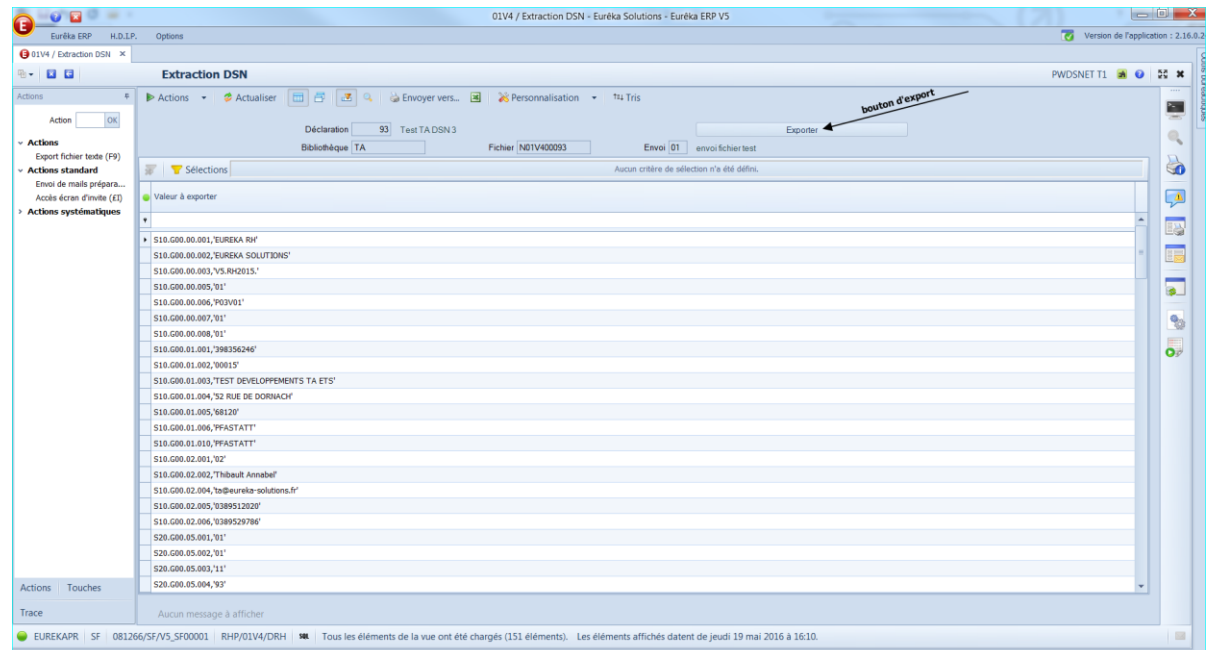 01V4 / Extraction DSN - Eurêka Solutions - Eurêka ERP V5
Eurêka ERP H.D.I.P. Options
Version de l'application : 2.16.0.2
01V4 / Extraction DSN
Extraction DSN
PWDSNET T1
Actions
Actions Actualiser Envoyer vers... Personnalisation Tris
bouton d'export
Action OK
Déclaration 93 Test TA DSN 3
Exporter
Bibliothéque TA Fichier N01V400093 Envoi 01 envoi fichier test
Actions
Export fichier texte (F9)
Actions standard
Envoi de mails prépara...
Accès écran d'invite (£I)
Actions systématiques
Sélections
Aucun critère de sélection n'a été défini.
Valeur à exporter
S10.G00.00.001,'EUREKA RH'
S10.G00.00.002,'EUREKA SOLUTIONS'
S10.G00.00.003,'V5.RH2015.'
S10.G00.00.005,'01'
S10.G00.00.006,'P03V01'
S10.G00.00.007,'01'
S10.G00.00.008,'01'
S10.G00.01.001,'398356246'
S10.G00.01.002,'00015'
S10.G00.01.003,'TEST DEVELOPPEMENTS TA ETS'
S10.G00.01.004,'52 RUE DE DORNACH'
S10.G00.01.005,'68120'
S10.G00.01.006,'PFASTATT'
S10.G00.01.010,'PFASTATT'
S10.G00.02.001,'02'
S10.G00.02.002,'Thibault Annabel'
S10.G00.02.004,'ta@eureka-solutions.fr'
S10.G00.02.005,'0389512020'
S10.G00.02.006,'0389529786'
S20.G00.05.001,'01'
S20.G00.05.002,'01'
S20.G00.05.003,'11'
S20.G00.05.004,'93'
Actions Touches
Trace
Aucun message à afficher
EUREKAPR SF 081266/SF/V5_SF00001 RHP/01V4/DRH SQL Tous les éléments de la vue ont été chargés (151 éléments). Les éléments affichés datent de jeudi 19 mai 2016 à 16:10.